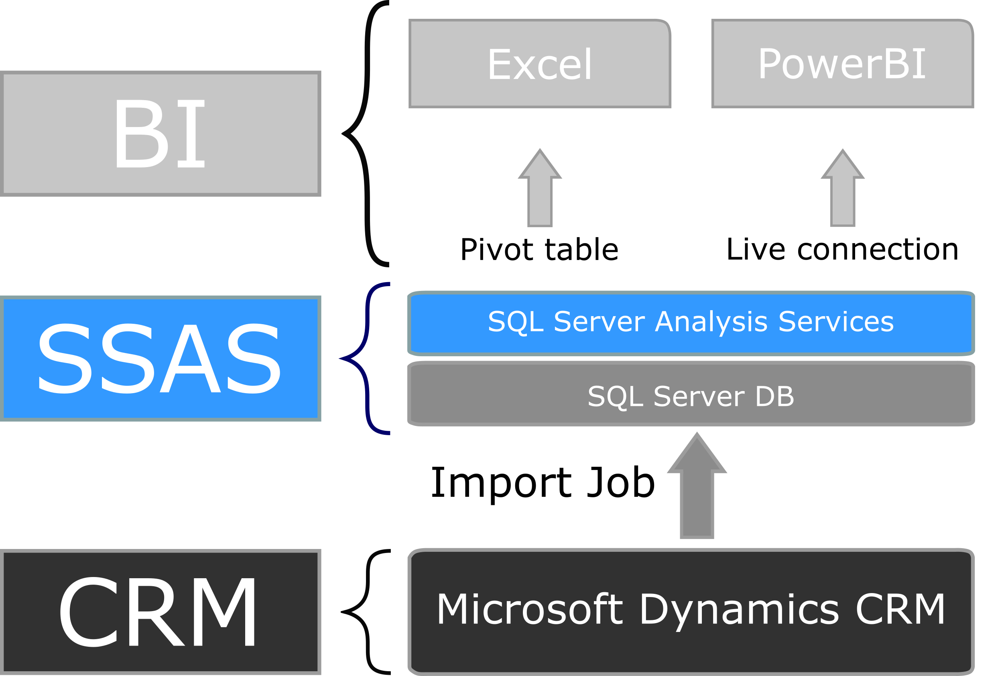 BI
Excel
PowerBI
Pivot table
Live connection
SSAS
SQL Server Analysis Services
SQL Server DB
Import Job
CRM
Microsoft Dynamics CRM